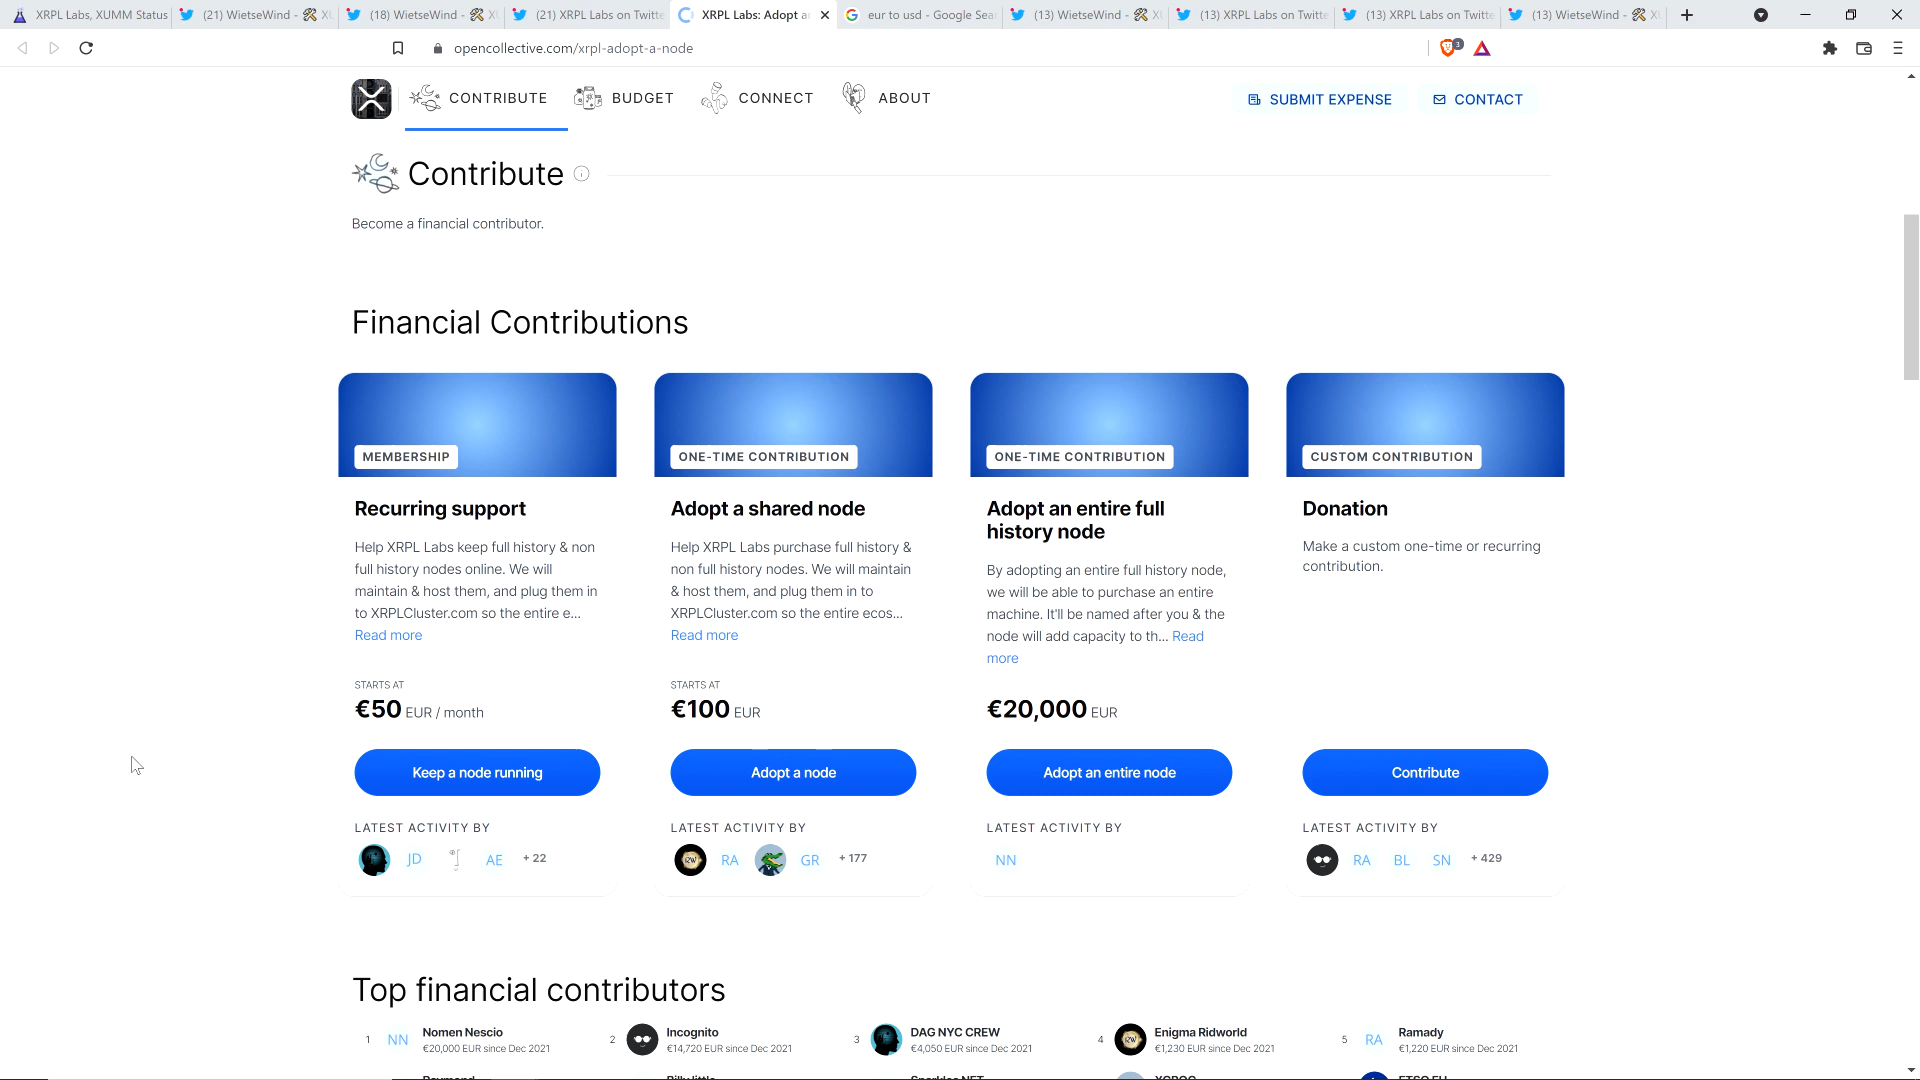 XRPL Labs, XUMM Status
(21) WietseWind - 🛠 X
(18) WietseWind - 🛠 X
(21) XRPL Labs on Twitte
XRPL Labs: Adopt a
eur to usd - Google Sea
(13) WietseWind - 🛠 X
(13) XRPL Labs on Twitte
(13) XRPL Labs on Twitte
(13) WietseWind - 🛠 X
opencollective.com/xrpl-adopt-a-node
3
CONTRIBUTE
BUDGET
CONNECT
ABOUT
SUBMIT EXPENSE
CONTACT
Contribute
Become a financial contributor.
Financial Contributions
MEMBERSHIP
Recurring support
Help XRPL Labs keep full history & non
full history nodes online. We will
maintain & host them, and plug them in
to XRPLCluster.com so the entire e...
Read more
STARTS AT
€50 EUR / month
Keep a node running
LATEST ACTIVITY BY
JD AE + 22
ONE-TIME CONTRIBUTION
Adopt a shared node
Help XRPL Labs purchase full history &
non full history nodes. We will maintain
& host them, and plug them in to
XRPLCluster.com so the entire ecos...
Read more
STARTS AT
€100 EUR
Adopt a node
LATEST ACTIVITY BY
RA GR + 177
ONE-TIME CONTRIBUTION
Adopt an entire full
history node
By adopting an entire full history node,
we will be able to purchase an entire
machine. It'll be named after you & the
node will add capacity to th... Read
more
€20,000 EUR
Adopt an entire node
LATEST ACTIVITY BY
NN
CUSTOM CONTRIBUTION
Donation
Make a custom one-time or recurring
contribution.
Contribute
LATEST ACTIVITY BY
RA BL SN + 429
Top financial contributors
1 NN Nomen Nescio
€20,000 EUR since Dec 2021
2 Incognito
€14,720 EUR since Dec 2021
3 DAG NYC CREW
€4,050 EUR since Dec 2021
4 Enigma Ridworld
€1,230 EUR since Dec 2021
5 RA Ramady
€1,220 EUR since Dec 2021